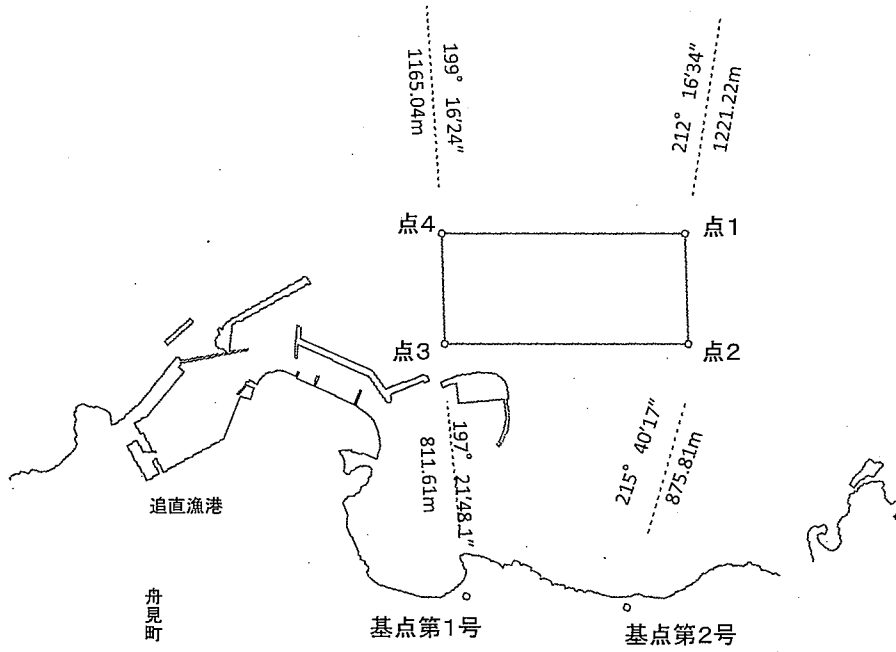 199° 16′24″
1165.04m
212° 16′34″
1221.22m
点4
点1
点3
点2
197° 21′48.1″
811.61m
215° 40′17″
875.81m
追直漁港
舟見町
基点第1号
基点第2号